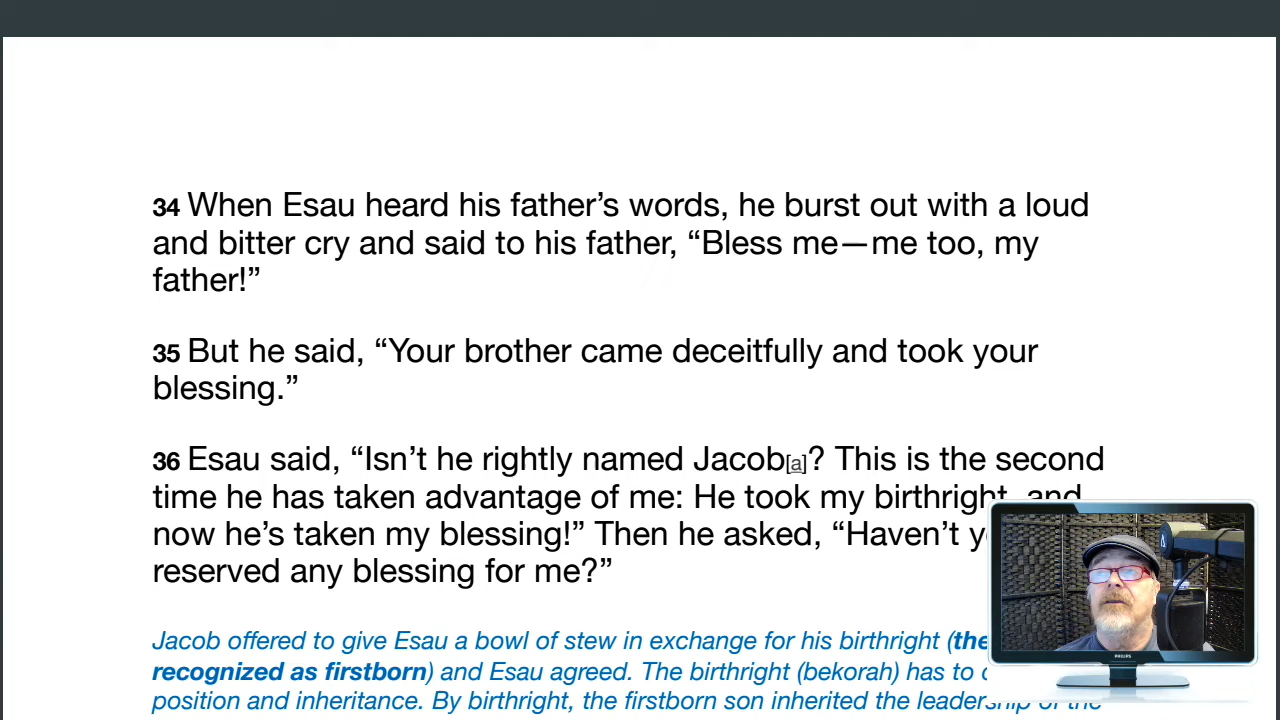 34 When Esau heard his father’s words, he burst out with a loud
and bitter cry and said to his father, “Bless me—me too, my
father!”
35 But he said, “Your brother came deceitfully and took your
blessing.”
36 Esau said, “Isn’t he rightly named Jacob[a]? This is the second
time he has taken advantage of me: He took my birthright, and
now he’s taken my blessing!” Then he asked, “Haven’t
reserved any blessing for me?”
Jacob offered to give Esau a bowl of stew in exchange for his birthright (the
recognized as firstborn) and Esau agreed. The birthright (bekorah) has to
position and inheritance. By birthright, the firstborn son inherited the leadership of the
PHILIPS